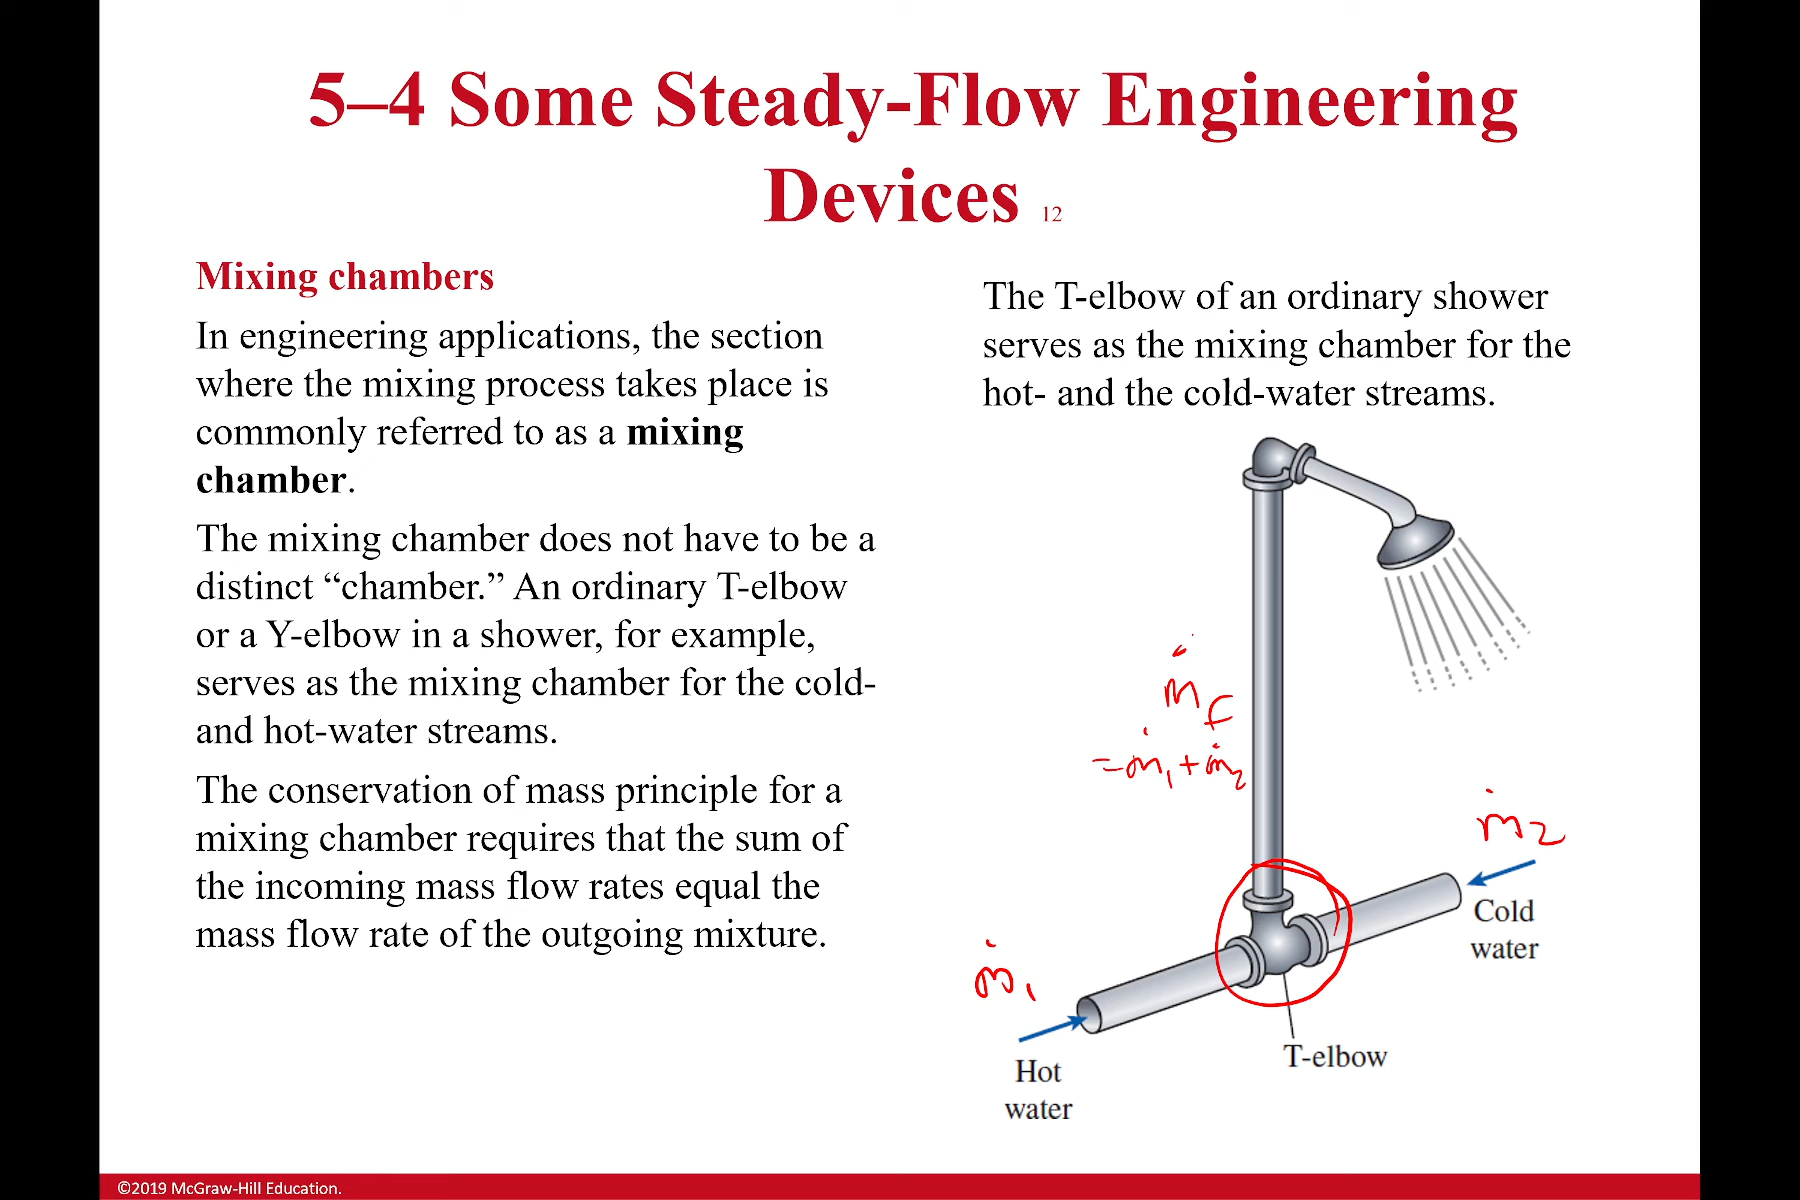 5–4 Some Steady-Flow Engineering
Devices 12
Mixing chambers
In engineering applications, the section
where the mixing process takes place is
commonly referred to as a mixing
chamber.
The mixing chamber does not have to be a
distinct “chamber.” An ordinary T-elbow
or a Y-elbow in a shower, for example,
serves as the mixing chamber for the cold-
and hot-water streams.
The conservation of mass principle for a
mixing chamber requires that the sum of
the incoming mass flow rates equal the
mass flow rate of the outgoing mixture.
The T-elbow of an ordinary shower
serves as the mixing chamber for the
hot- and the cold-water streams.
ṁf
=ṁ1+ṁ2
ṁ2
Cold
water
ṁ1
T-elbow
Hot
water
©2019 McGraw-Hill Education.